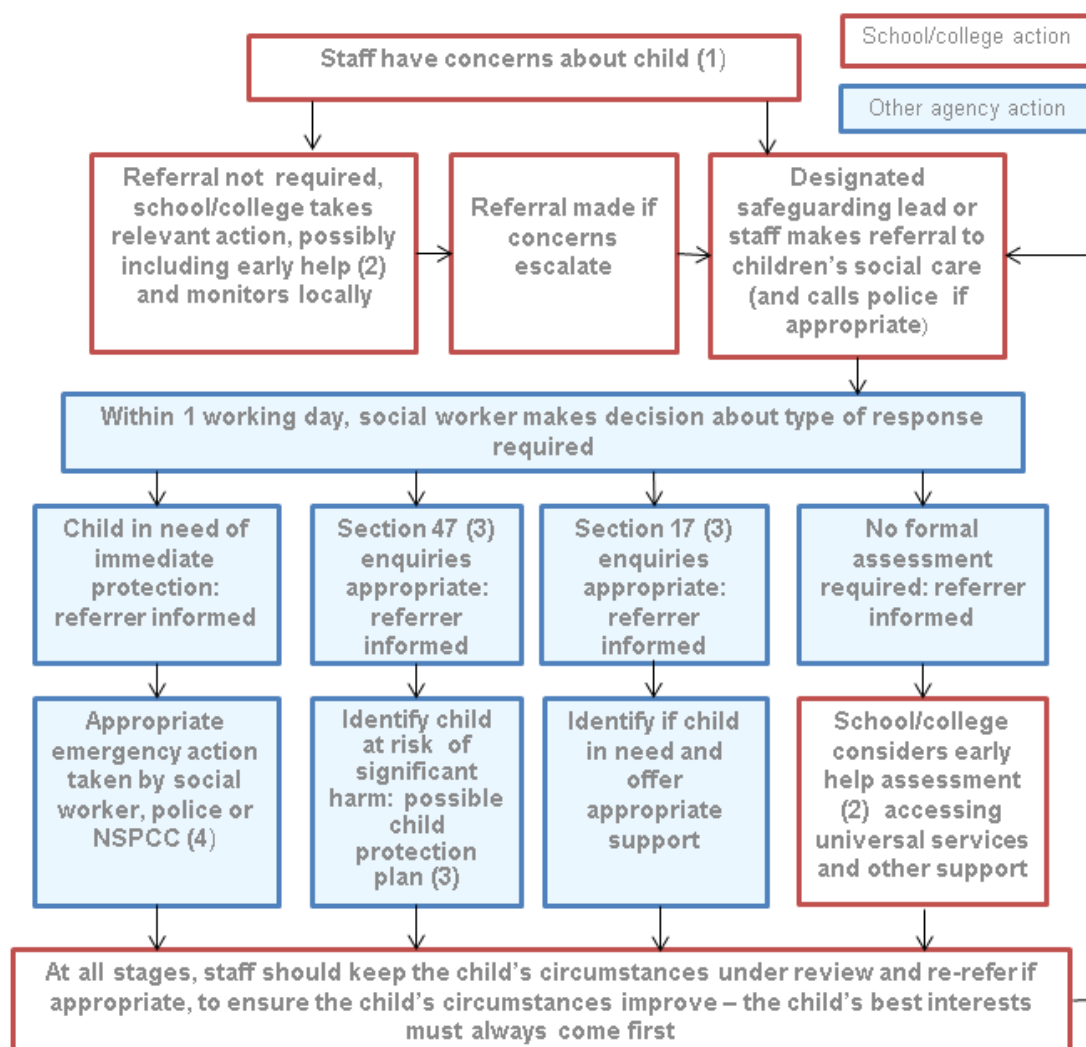 School/college action
Staff have concerns about child (1)
Other agency action
Referral not required,
school/college takes
relevant action, possibly
including early help (2)
and monitors locally
Referral made if
concerns
escalate
Designated
safeguarding lead or
staff makes referral to
children's social care
(and calls police if
appropriate)
Within 1 working day, social worker makes decision about type of response
required
Child in need of
immediate
protection:
referrer informed
Section 47 (3)
enquiries
appropriate:
referrer
informed
Section 17 (3)
enquiries
appropriate:
referrer
informed
No formal
assessment
required: referrer
informed
Appropriate
emergency action
taken by social
worker, police or
NSPCC (4)
Identify child
at risk of
significant
harm: possible
child
protection
plan (3)
Identify if child
in need and
offer
appropriate
support
School/college
considers early
help assessment
(2) accessing
universal services
and other support
At all stages, staff should keep the child's circumstances under review and re-refer if
appropriate, to ensure the child's circumstances improve – the child's best interests
must always come first